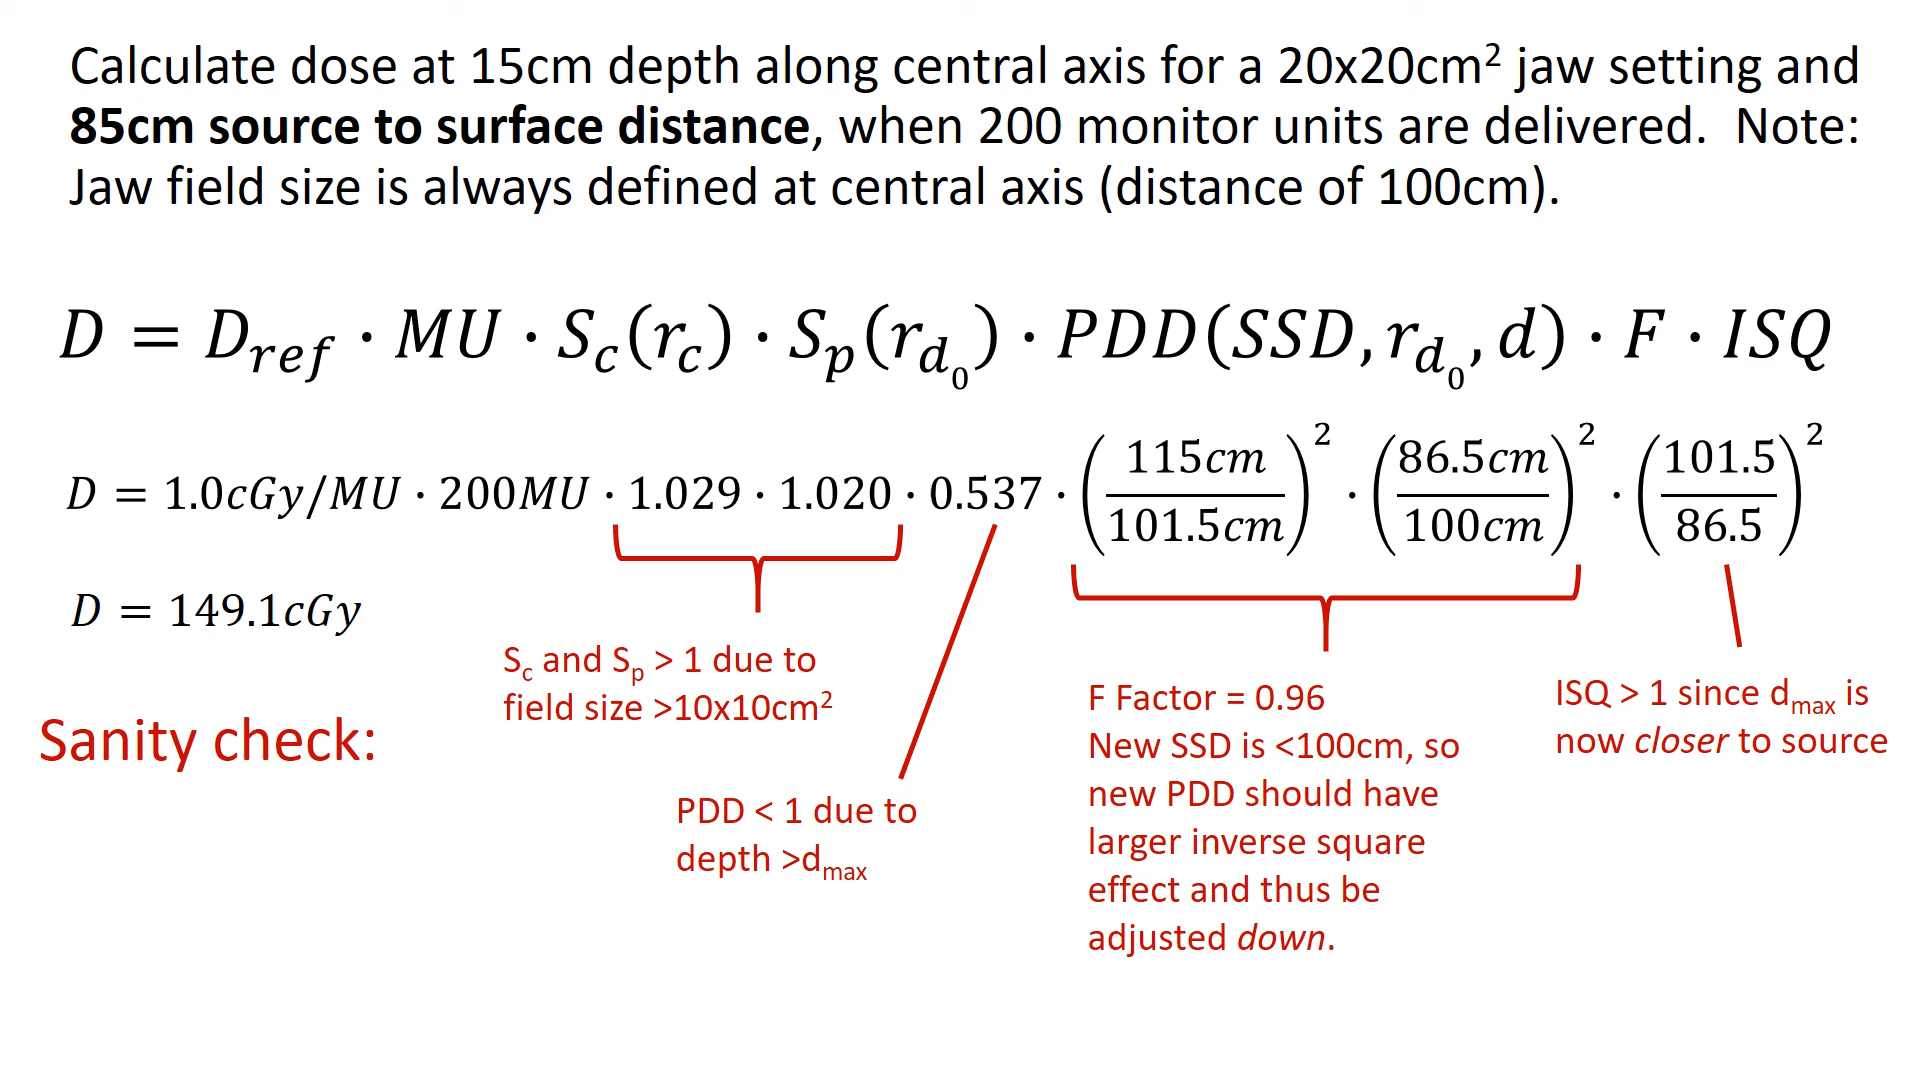 Calculate dose at 15cm depth along central axis for a 20x20cm² jaw setting and
85cm source to surface distance, when 200 monitor units are delivered. Note:
Jaw field size is always defined at central axis (distance of 100cm).
D = D_ref · MU · S_c(r_c) · S_p(r_d₀) · PDD(SSD, r_d₀, d) · F · ISQ
D = 1.0cGy/MU · 200MU · 1.029 · 1.020 · 0.537 · (115cm/101.5cm)² · (86.5cm/100cm)² · (101.5/86.5)²
D = 149.1cGy
Sanity check:
S_c and S_p > 1 due to
field size >10x10cm²
PDD < 1 due to
depth >d_max
F Factor = 0.96
New SSD is <100cm, so
new PDD should have
larger inverse square
effect and thus be
adjusted down.
ISQ > 1 since d_max is
now closer to source